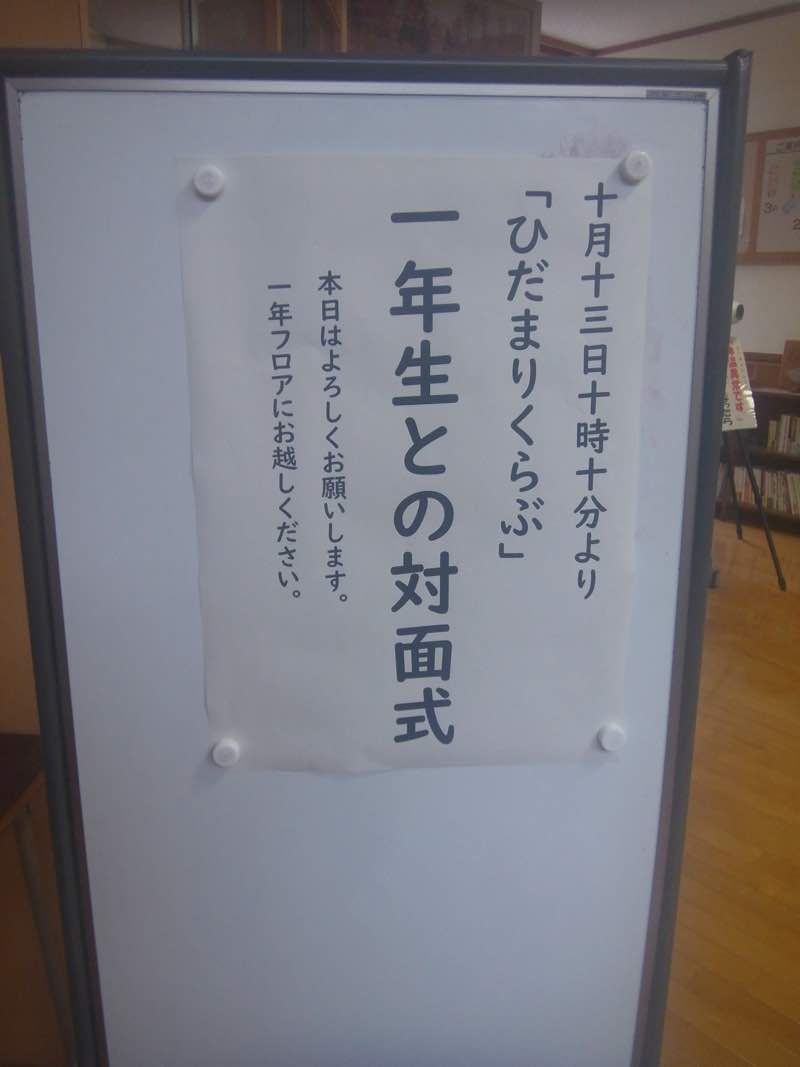 十月十三日十時十分より
「ひだまりくらぶ」
一年生との対面式
本日はよろしくお願いします。
一年フロアにお越しください。